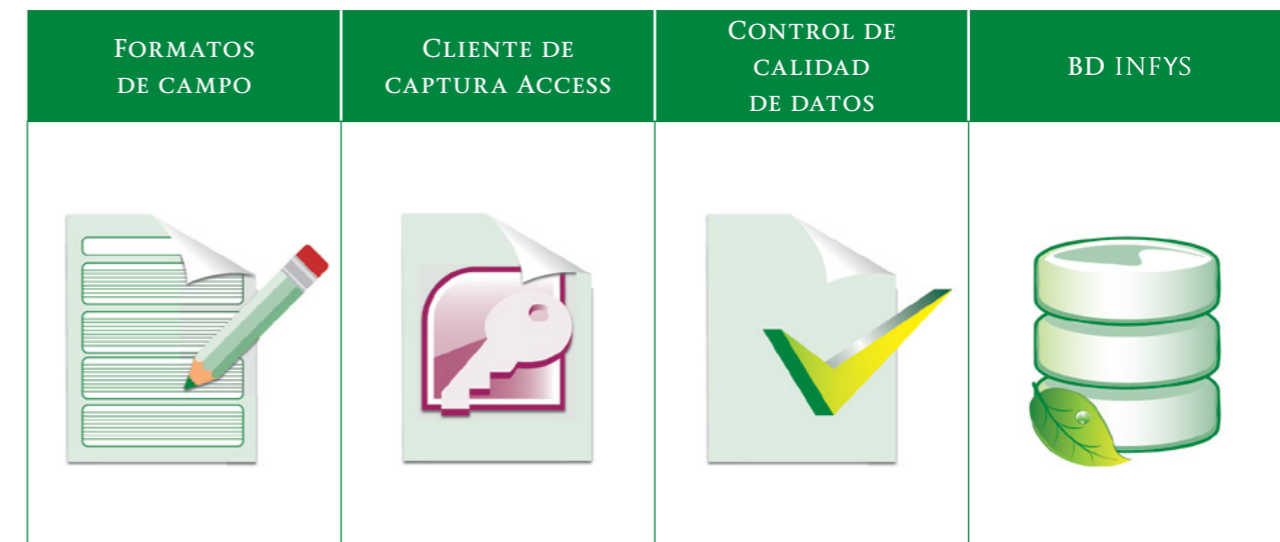 Formatos
de campo
Cliente de
captura Access
Control de
calidad
de datos
BD INFYS